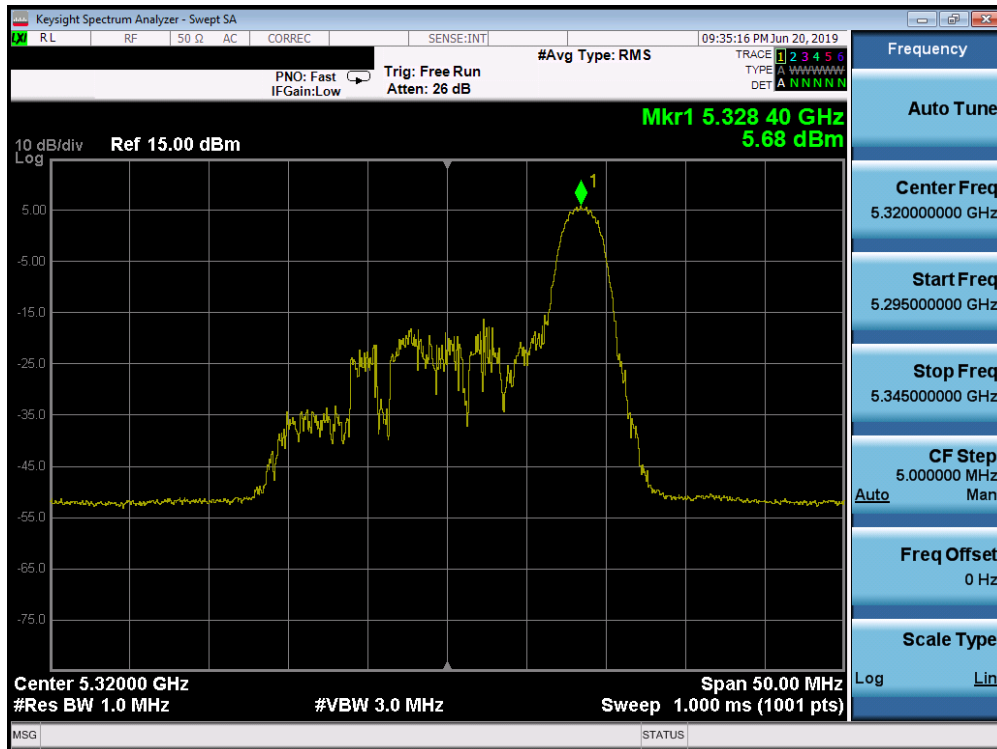 Keysight Spectrum Analyzer - Swept SA
LXI RL RF 50 Ω AC CORREC SENSE:INT 09:35:16 PM Jun 20, 2019
#Avg Type: RMS TRACE 1 2 3 4 5 6
PNO: Fast Trig: Free Run TYPE A WWWWW
IFGain:Low Atten: 26 dB DET A N N N N N
Mkr1 5.328 40 GHz
5.68 dBm
10 dB/div Ref 15.00 dBm
Log
1
5.00
-5.00
-15.0
-25.0
-35.0
-45.0
-55.0
-65.0
-75.0
Center 5.32000 GHz Span 50.00 MHz
#Res BW 1.0 MHz #VBW 3.0 MHz Sweep 1.000 ms (1001 pts)
MSG STATUS
Frequency
Auto Tune
Center Freq
5.320000000 GHz
Start Freq
5.295000000 GHz
Stop Freq
5.345000000 GHz
CF Step
5.000000 MHz
Auto Man
Freq Offset
0 Hz
Scale Type
Log Lin